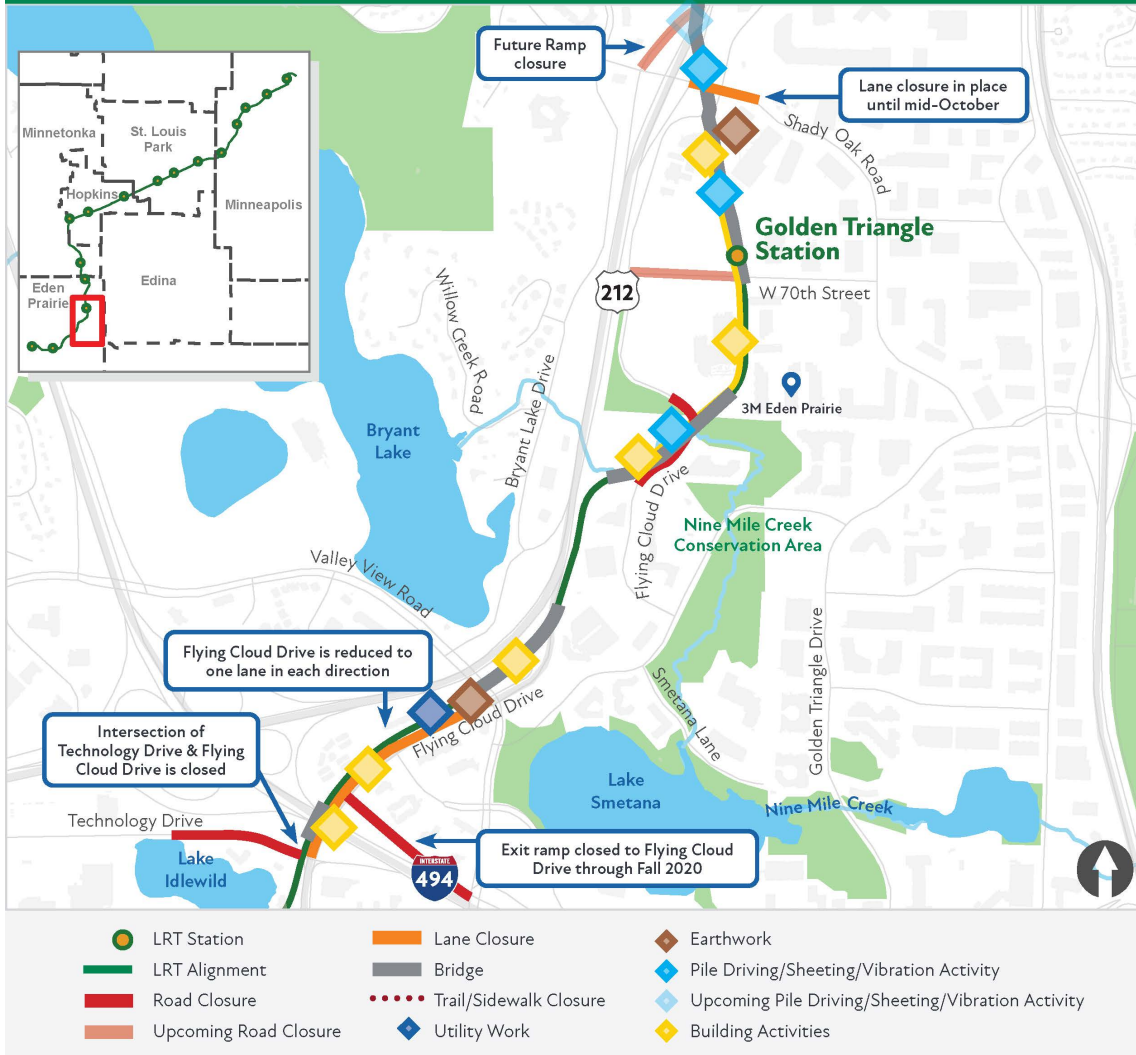 Future Ramp
closure
Lane closure in place
until mid-October
Shady Oak Road
Minnetonka
St. Louis
Park
Hopkins
Minneapolis
Eden
Prairie
Edina
Golden Triangle
Station
212
W 70th Street
Willow Creek Road
Bryant Lake Drive
3M Eden Prairie
Bryant
Lake
Flying Cloud Drive
Nine Mile Creek
Conservation Area
Valley View Road
Golden Triangle Drive
Flying Cloud Drive is reduced to
one lane in each direction
Smetana Lane
Flying Cloud Drive
Intersection of
Technology Drive & Flying
Cloud Drive is closed
Lake
Smetana
Nine Mile Creek
Technology Drive
Lake
Idlewild
INTERSTATE
494
Exit ramp closed to Flying Cloud
Drive through Fall 2020
LRT Station
LRT Alignment
Road Closure
Upcoming Road Closure
Lane Closure
Bridge
Trail/Sidewalk Closure
Utility Work
Earthwork
Pile Driving/Sheeting/Vibration Activity
Upcoming Pile Driving/Sheeting/Vibration Activity
Building Activities